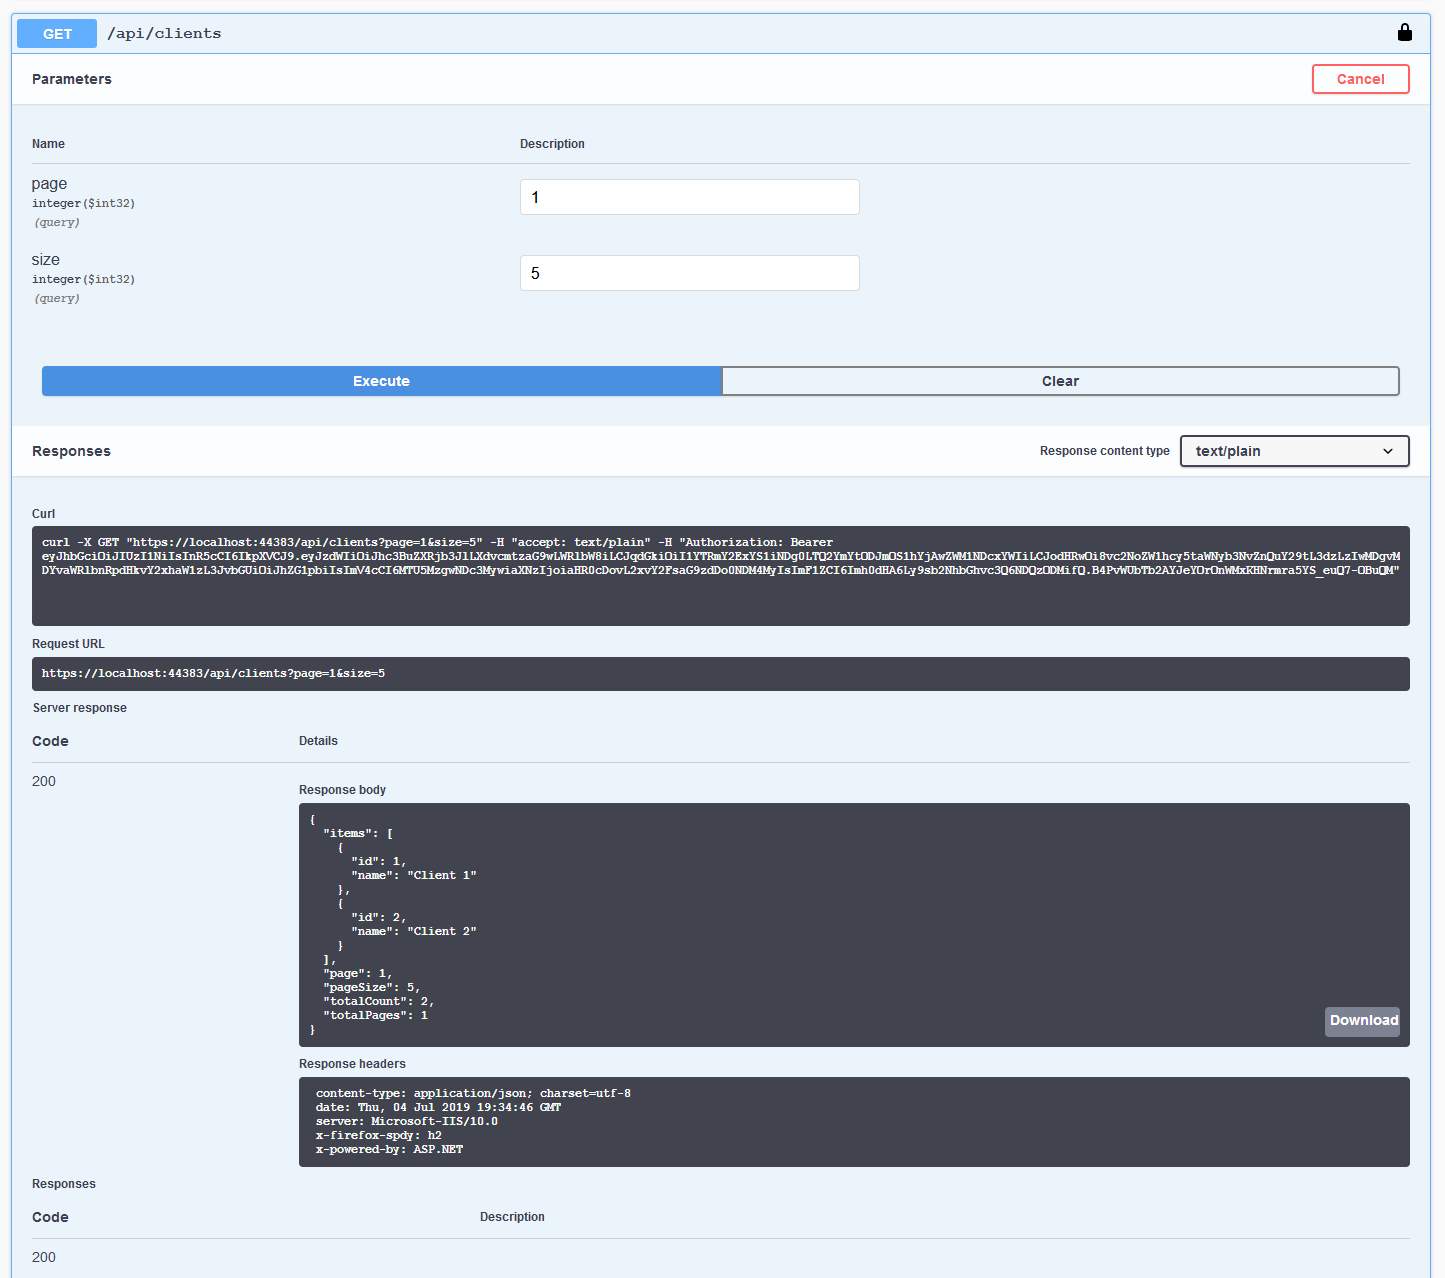 GET /api/clients
Parameters
Cancel
Name Description
page
integer($int32)
(query)
1
size
integer($int32)
(query)
5
Execute Clear
Responses
Response content type text/plain
Curl
curl -X GET "https://localhost:44383/api/clients?page=1&size=5" -H "accept: text/plain" -H "Authorization: Bearer
Request URL
https://localhost:44383/api/clients?page=1&size=5
Server response
Code Details
200
Response body
{
"items": [
{
"id": 1,
"name": "Client 1"
},
{
"id": 2,
"name": "Client 2"
}
],
"page": 1,
"pageSize": 5,
"totalCount": 2,
"totalPages": 1
}
Download
Response headers
content-type: application/json; charset=utf-8
date: Thu, 04 Jul 2019 19:34:46 GMT
server: Microsoft-IIS/10.0
x-firefox-spdy: h2
x-powered-by: ASP.NET
Responses
Code Description
200